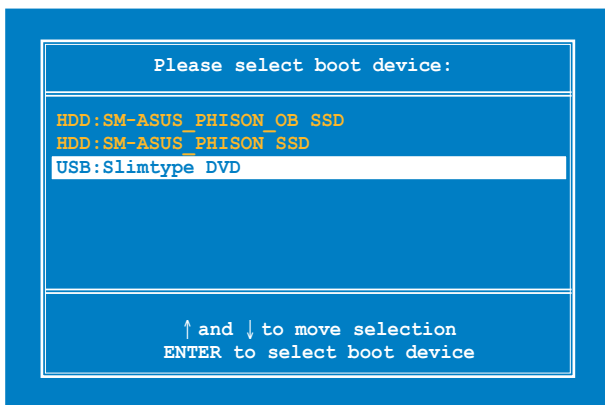 Please select boot device:
HDD:SM-ASUS_PHISON_OB SSD
HDD:SM-ASUS_PHISON SSD
USB:Slimtype DVD
↑ and ↓ to move selection
ENTER to select boot device